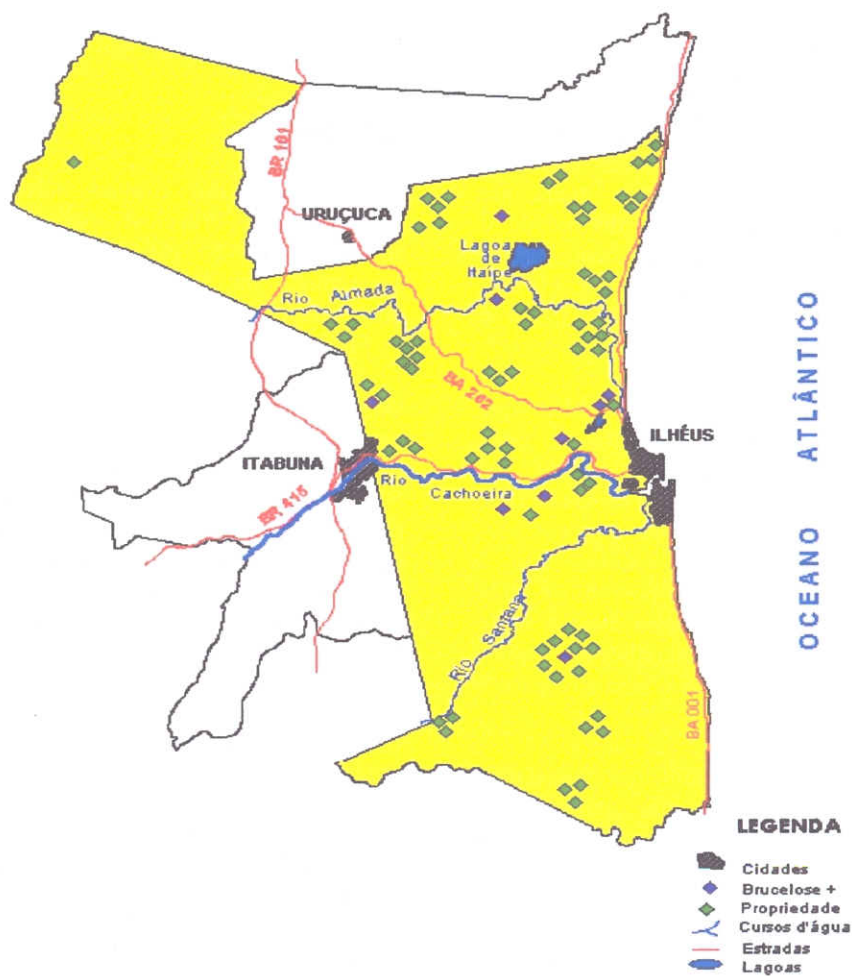 BR 101
URUÇUCA
Lagoa
de
Itaípe
Rio Almada
BA 262
OCEANO ATLÂNTICO
ILHÉUS
ITABUNA
Rio
Cachoeira
BR 415
Rio Santana
BA 001
LEGENDA
Cidades
Brucelose +
Propriedade
Cursos d'água
Estradas
Lagoas